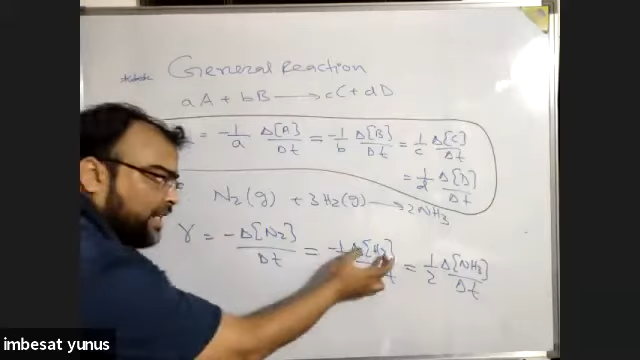 General Reaction
aA + bB ⟶ cC + dD
= -1/a Δ[A]/Δt = -1/b Δ[B]/Δt = 1/c Δ[C]/Δt
= 1/d Δ[D]/Δt
N2(g) + 3H2(g) ⟶ 2NH3
r = -Δ[N2]/Δt = Δ[H2] = 1/2 Δ[NH3]/Δt
imbesat yunus